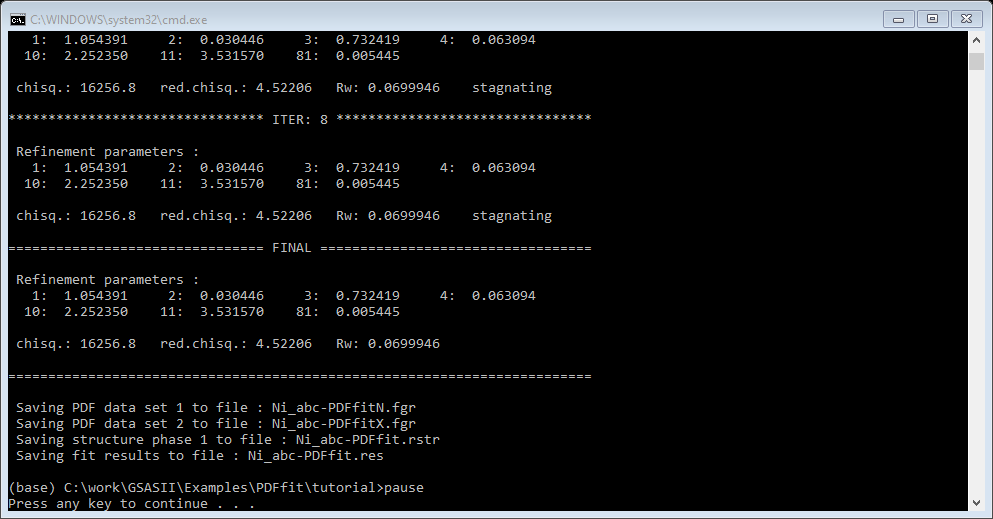 C:\WINDOWS\system32\cmd.exe
1:  1.054391     2:  0.030446     3:  0.732419     4:  0.063094
10:  2.252350    11:  3.531570    81:  0.005445
chisq.: 16256.8   red.chisq.: 4.52206   Rw: 0.0699946    stagnating
******************************** ITER: 8 ********************************
Refinement parameters :
1:  1.054391     2:  0.030446     3:  0.732419     4:  0.063094
10:  2.252350    11:  3.531570    81:  0.005445
chisq.: 16256.8   red.chisq.: 4.52206   Rw: 0.0699946    stagnating
================================ FINAL ==================================
Refinement parameters :
1:  1.054391     2:  0.030446     3:  0.732419     4:  0.063094
10:  2.252350    11:  3.531570    81:  0.005445
chisq.: 16256.8   red.chisq.: 4.52206   Rw: 0.0699946
=========================================================================
Saving PDF data set 1 to file : Ni_abc-PDFfitN.fgr
Saving PDF data set 2 to file : Ni_abc-PDFfitX.fgr
Saving structure phase 1 to file : Ni_abc-PDFfit.rstr
Saving fit results to file : Ni_abc-PDFfit.res
(base) C:\work\GSASII\Examples\PDFfit\tutorial>pause
Press any key to continue . . .